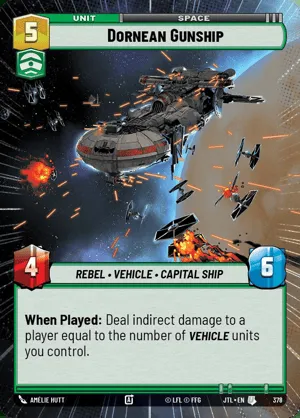 UNIT SPACE
5 DORNEAN GUNSHIP
4 6
REBEL • VEHICLE • CAPITAL SHIP
When Played: Deal indirect damage to a
player equal to the number of VEHICLE units
you control.
AMÉLIE HUTT Ⓛ LFL Ⓕ FFG JTL • EN 378